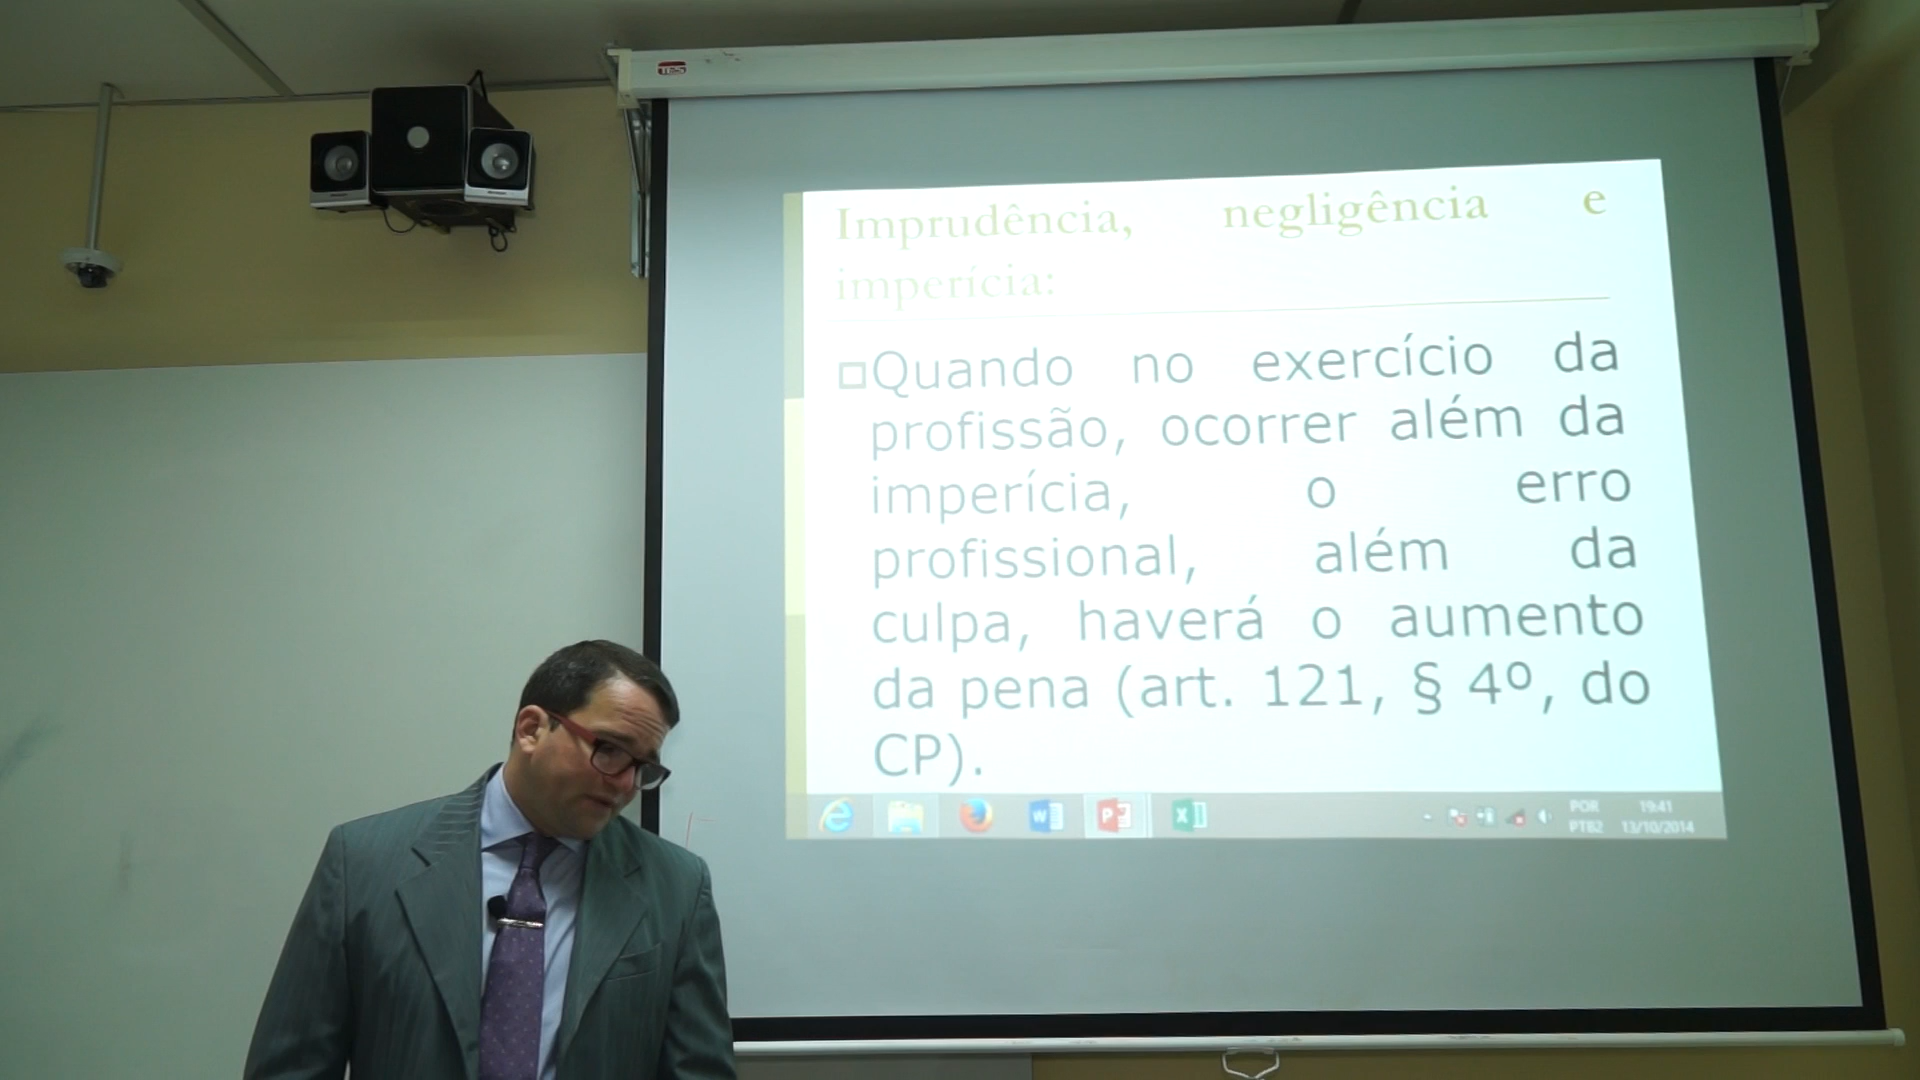 Imprudência, negligência e
imperícia:
Quando no exercício da
profissão, ocorrer além da
imperícia, o erro
profissional, além da
culpa, haverá o aumento
da pena (art. 121, § 4º, do
CP).
POR 19:41
PTB2 13/10/2014